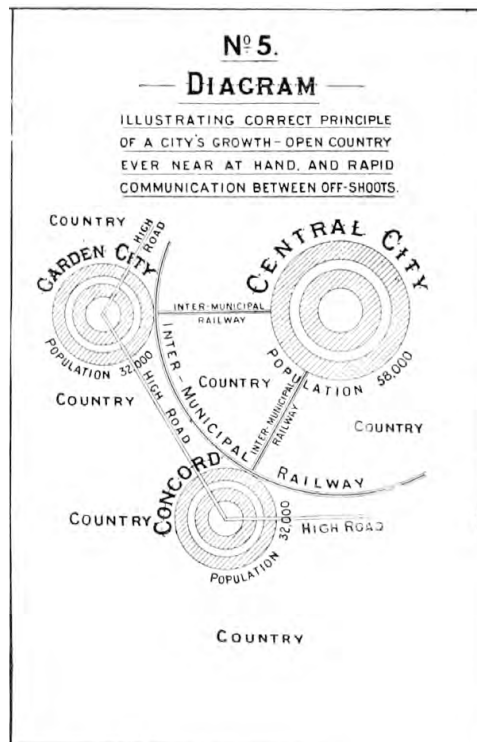 Nº 5.
— DIAGRAM —
ILLUSTRATING CORRECT PRINCIPLE
OF A CITY'S GROWTH – OPEN COUNTRY
EVER NEAR AT HAND, AND RAPID
COMMUNICATION BETWEEN OFF-SHOOTS.
COUNTRY
HIGH
ROAD
GARDEN CITY
POPULATION 32,000
CENTRAL CITY
POPULATION 58,000
INTER-MUNICIPAL
RAILWAY
INTER-MUNICIPAL RAILWAY
COUNTRY
HIGH ROAD
COUNTRY
INTER-MUNICIPAL
RAILWAY
COUNTRY
CONCORD
POPULATION 32,000
COUNTRY
HIGH ROAD
COUNTRY